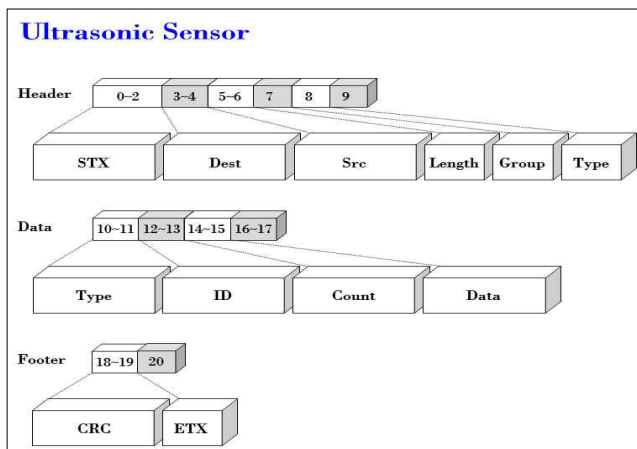 Ultrasonic Sensor
Header 0~2 3~4 5~6 7 8 9
STX Dest Src Length Group Type
Data 10~11 12~13 14~15 16~17
Type ID Count Data
Footer 18~19 20
CRC ETX